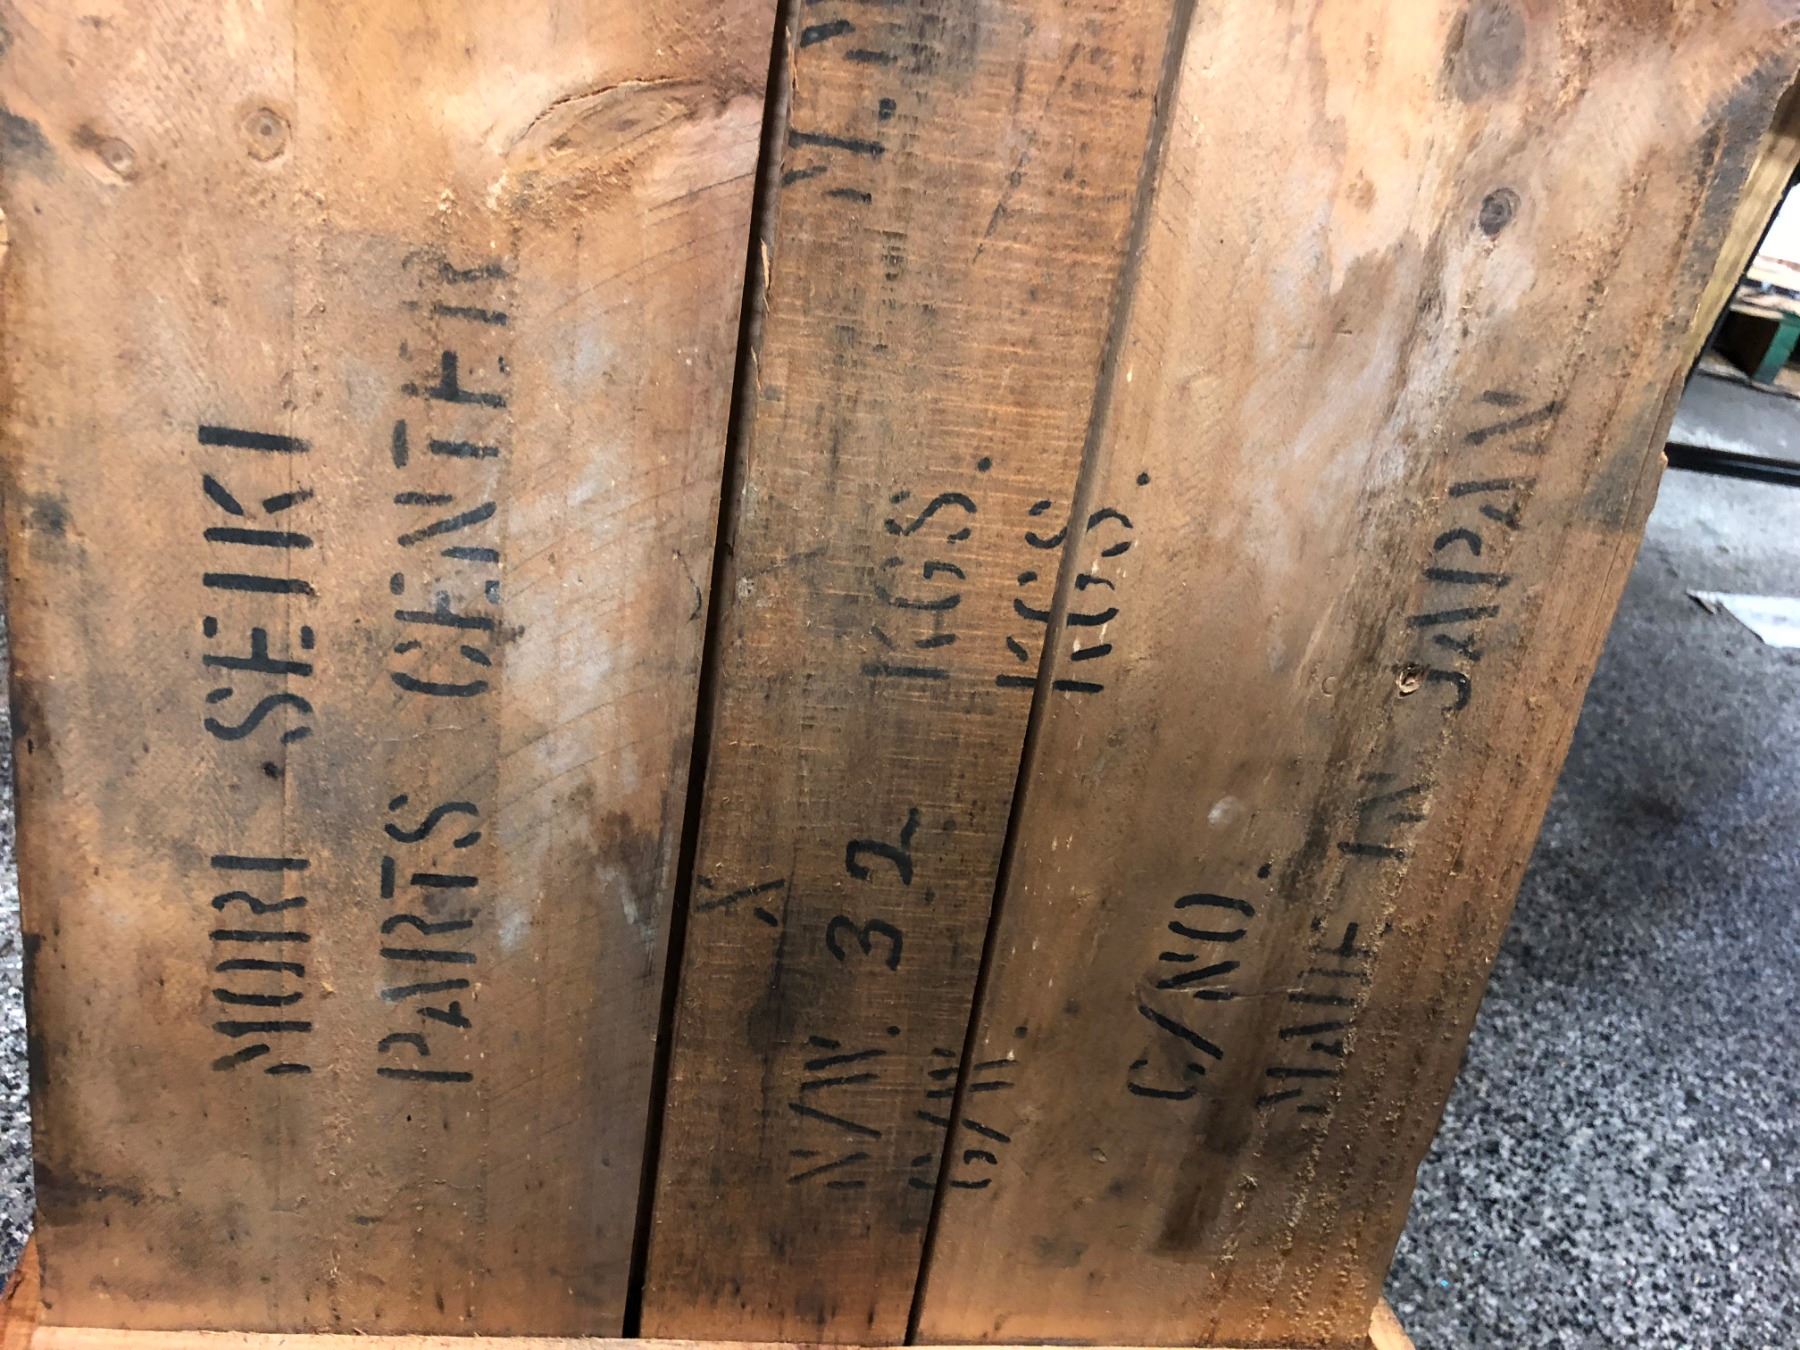 MORI SEIKI
PARTS CENTER
X M. M
N/W. 32 KGS.
G/W. KGS.
C/NO.
MADE IN JAPAN